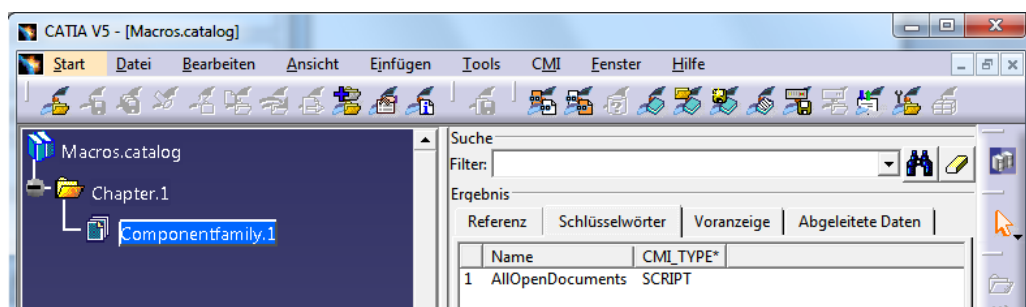 CATIA V5 - [Macros.catalog]
Start Datei Bearbeiten Ansicht Einfügen Tools CMI Fenster Hilfe
Macros.catalog
Chapter.1
Componentfamily.1
Suche
Filter:
Ergebnis
Referenz Schlüsselwörter Voranzeige Abgeleitete Daten
Name CMI_TYPE*
1 AllOpenDocuments SCRIPT